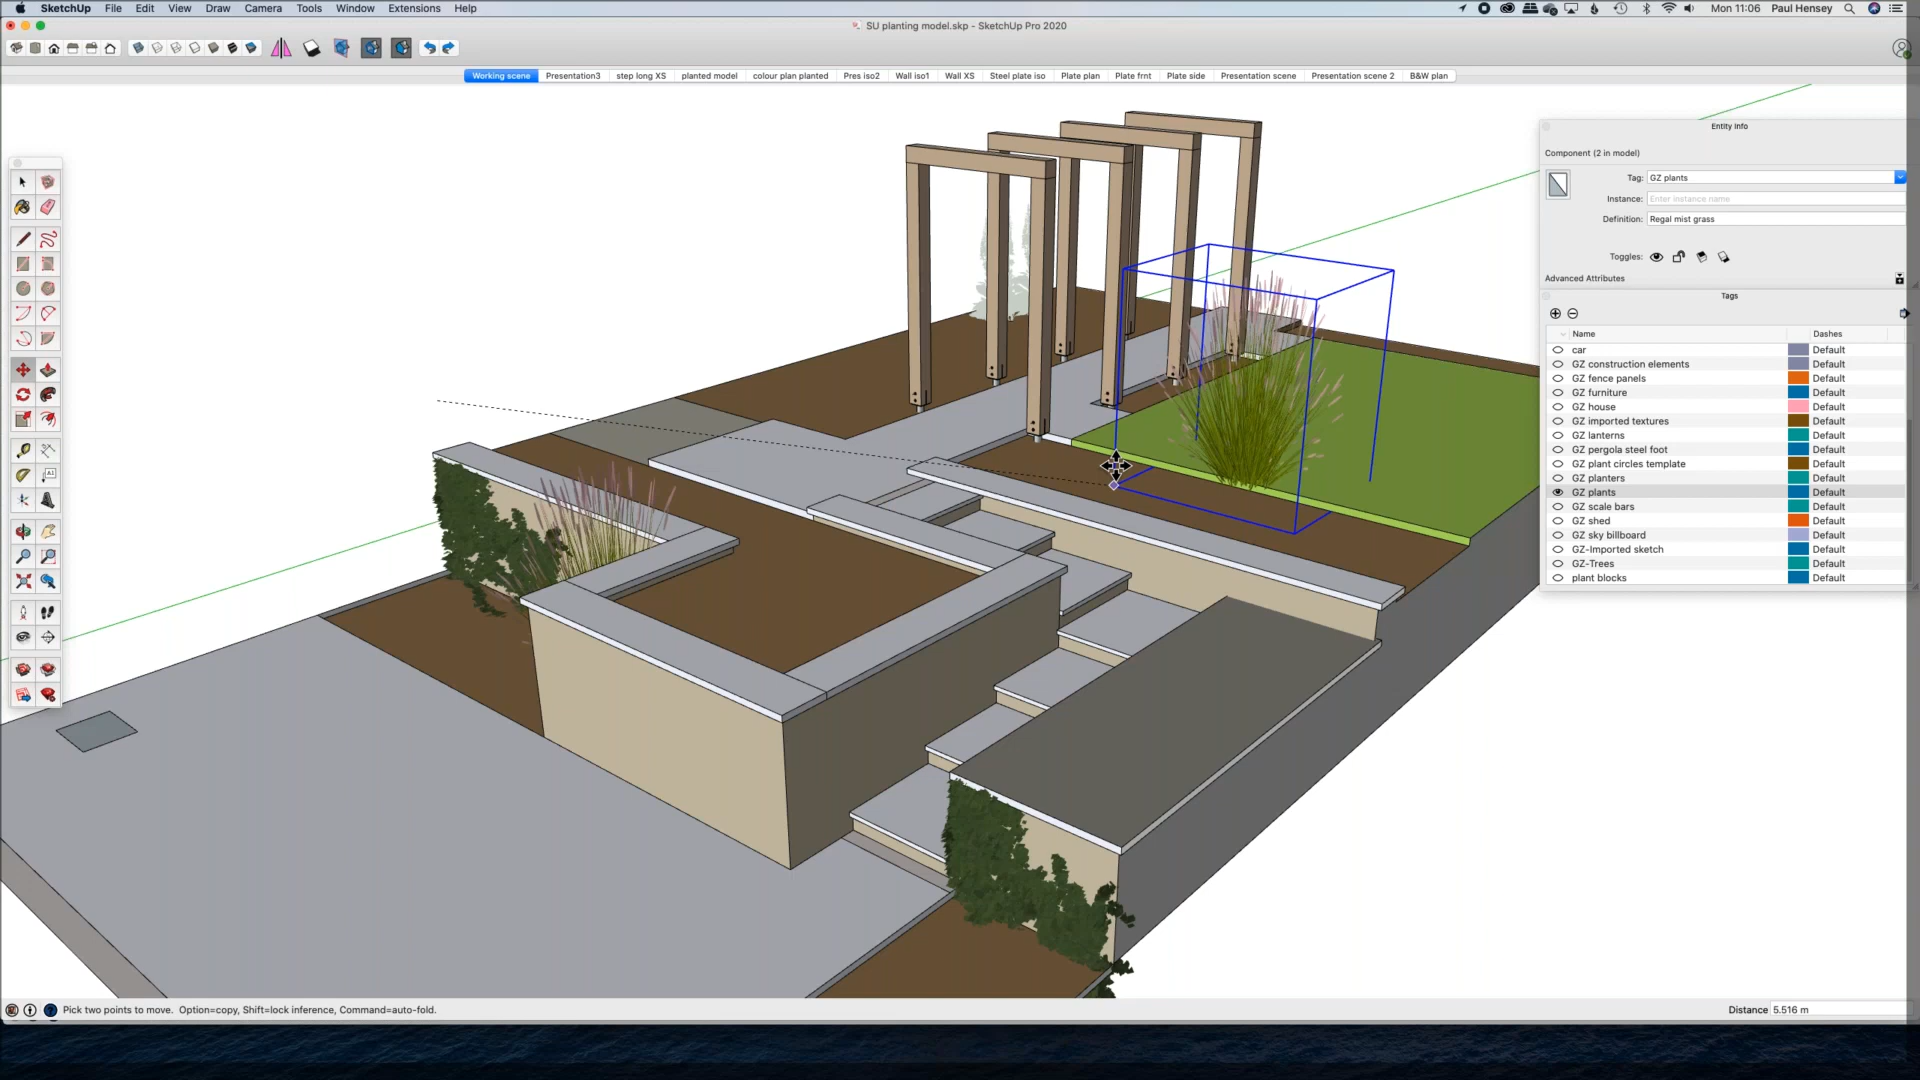 SketchUp File Edit View Draw Camera Tools Window Extensions Help Mon 11:06 Paul Hensey
SU planting model.skp - SketchUp Pro 2020
Working scene Presentation3 step long XS planted model colour plan planted Pres iso2 Wall iso1 Wall XS Steel plate iso Plate plan Plate frnt Plate side Presentation scene Presentation scene 2 B&W plan
Entity Info
Component (2 in model)
Tag: GZ plants
Instance: Enter instance name
Definition: Regal mist grass
Toggles:
Advanced Attributes
Tags
Name Dashes
car Default
GZ construction elements Default
GZ fence panels Default
GZ furniture Default
GZ house Default
GZ imported textures Default
GZ lanterns Default
GZ pergola steel foot Default
GZ plant circles template Default
GZ planters Default
GZ plants Default
GZ scale bars Default
GZ shed Default
GZ sky billboard Default
GZ-Imported sketch Default
GZ-Trees Default
plant blocks Default
Pick two points to move. Option=copy, Shift=lock inference, Command=auto-fold. Distance 5.516 m